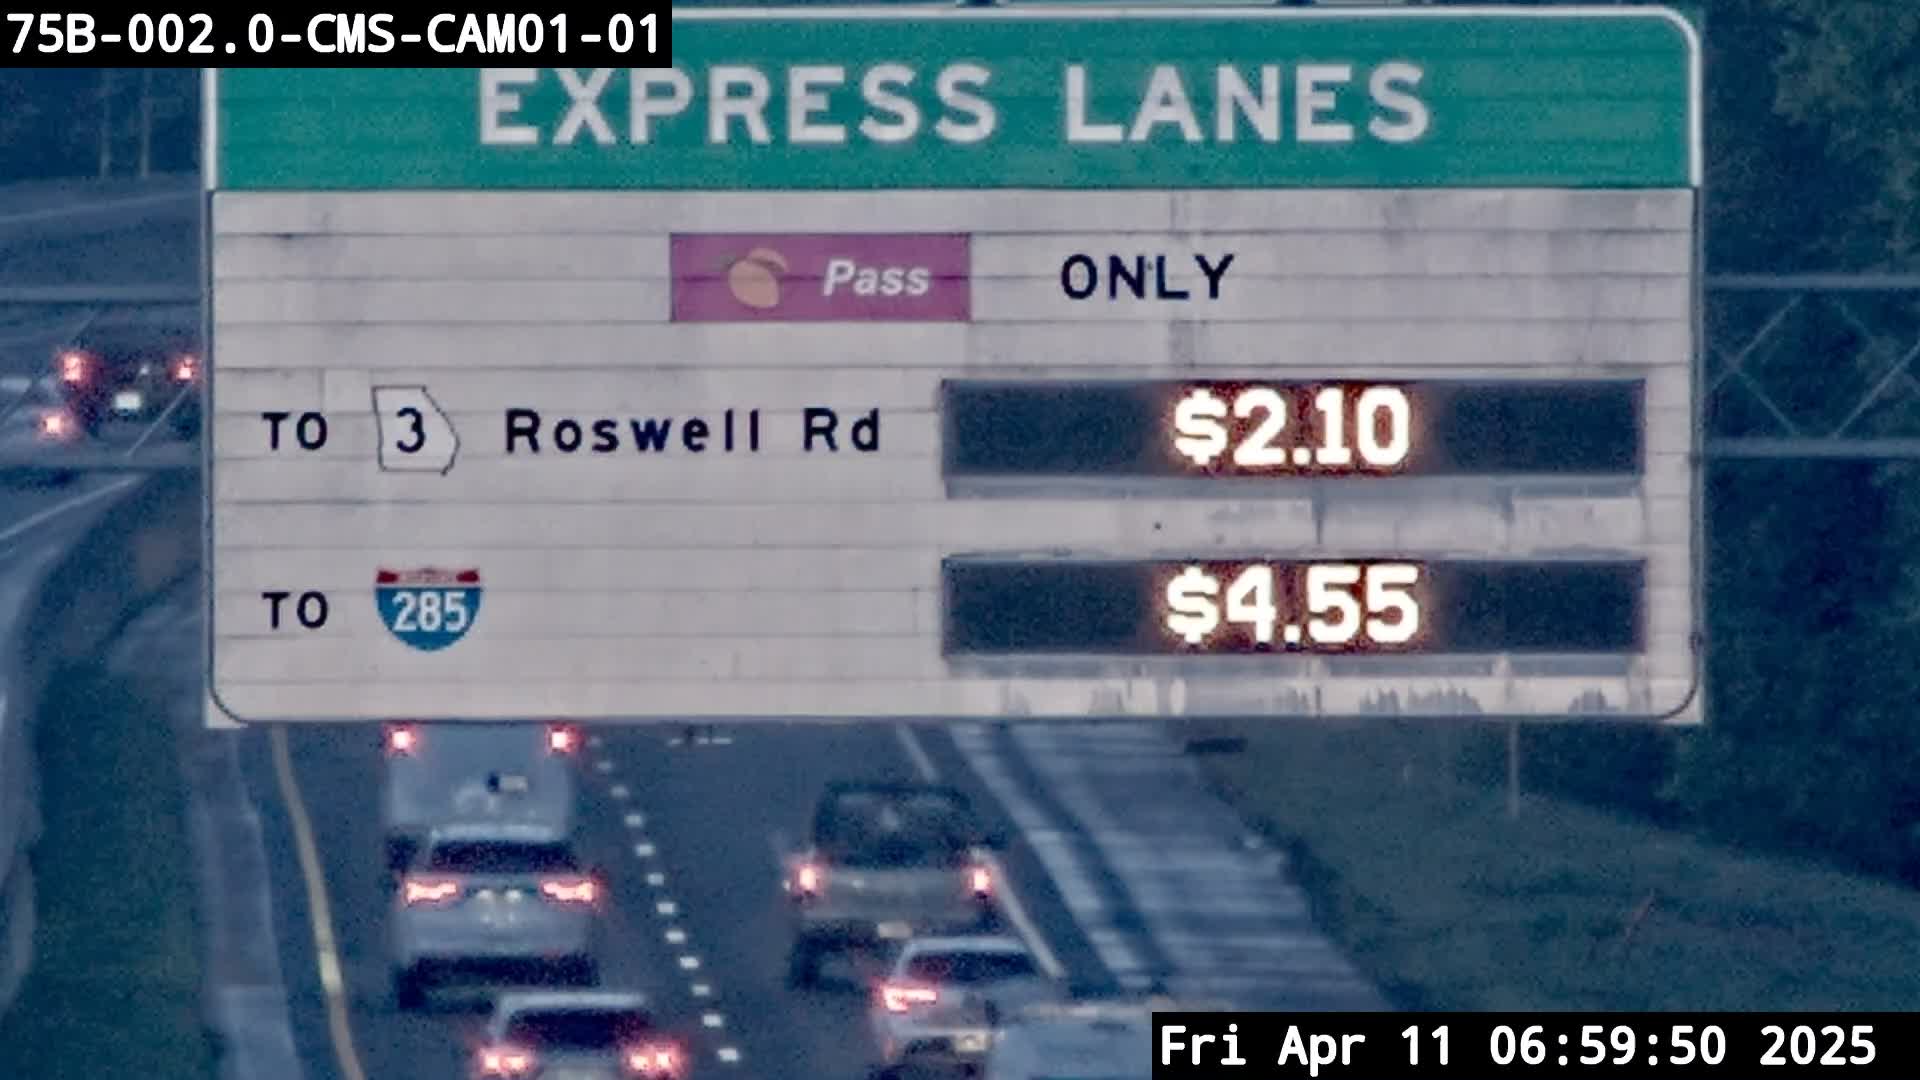 75B-002.0-CMS-CAM01-01
EXPRESS LANES
Pass ONLY
TO 3 Roswell Rd $2.10
TO 285 $4.55
Fri Apr 11 06:59:50 2025